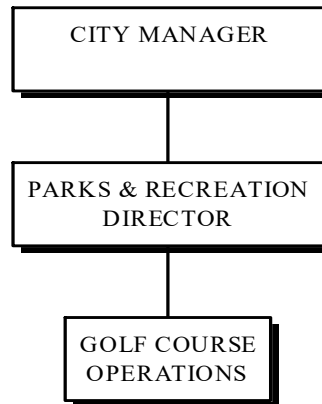 CITY MANAGER
PARKS & RECREATION
DIRECTOR
GOLF COURSE
OPERATIONS